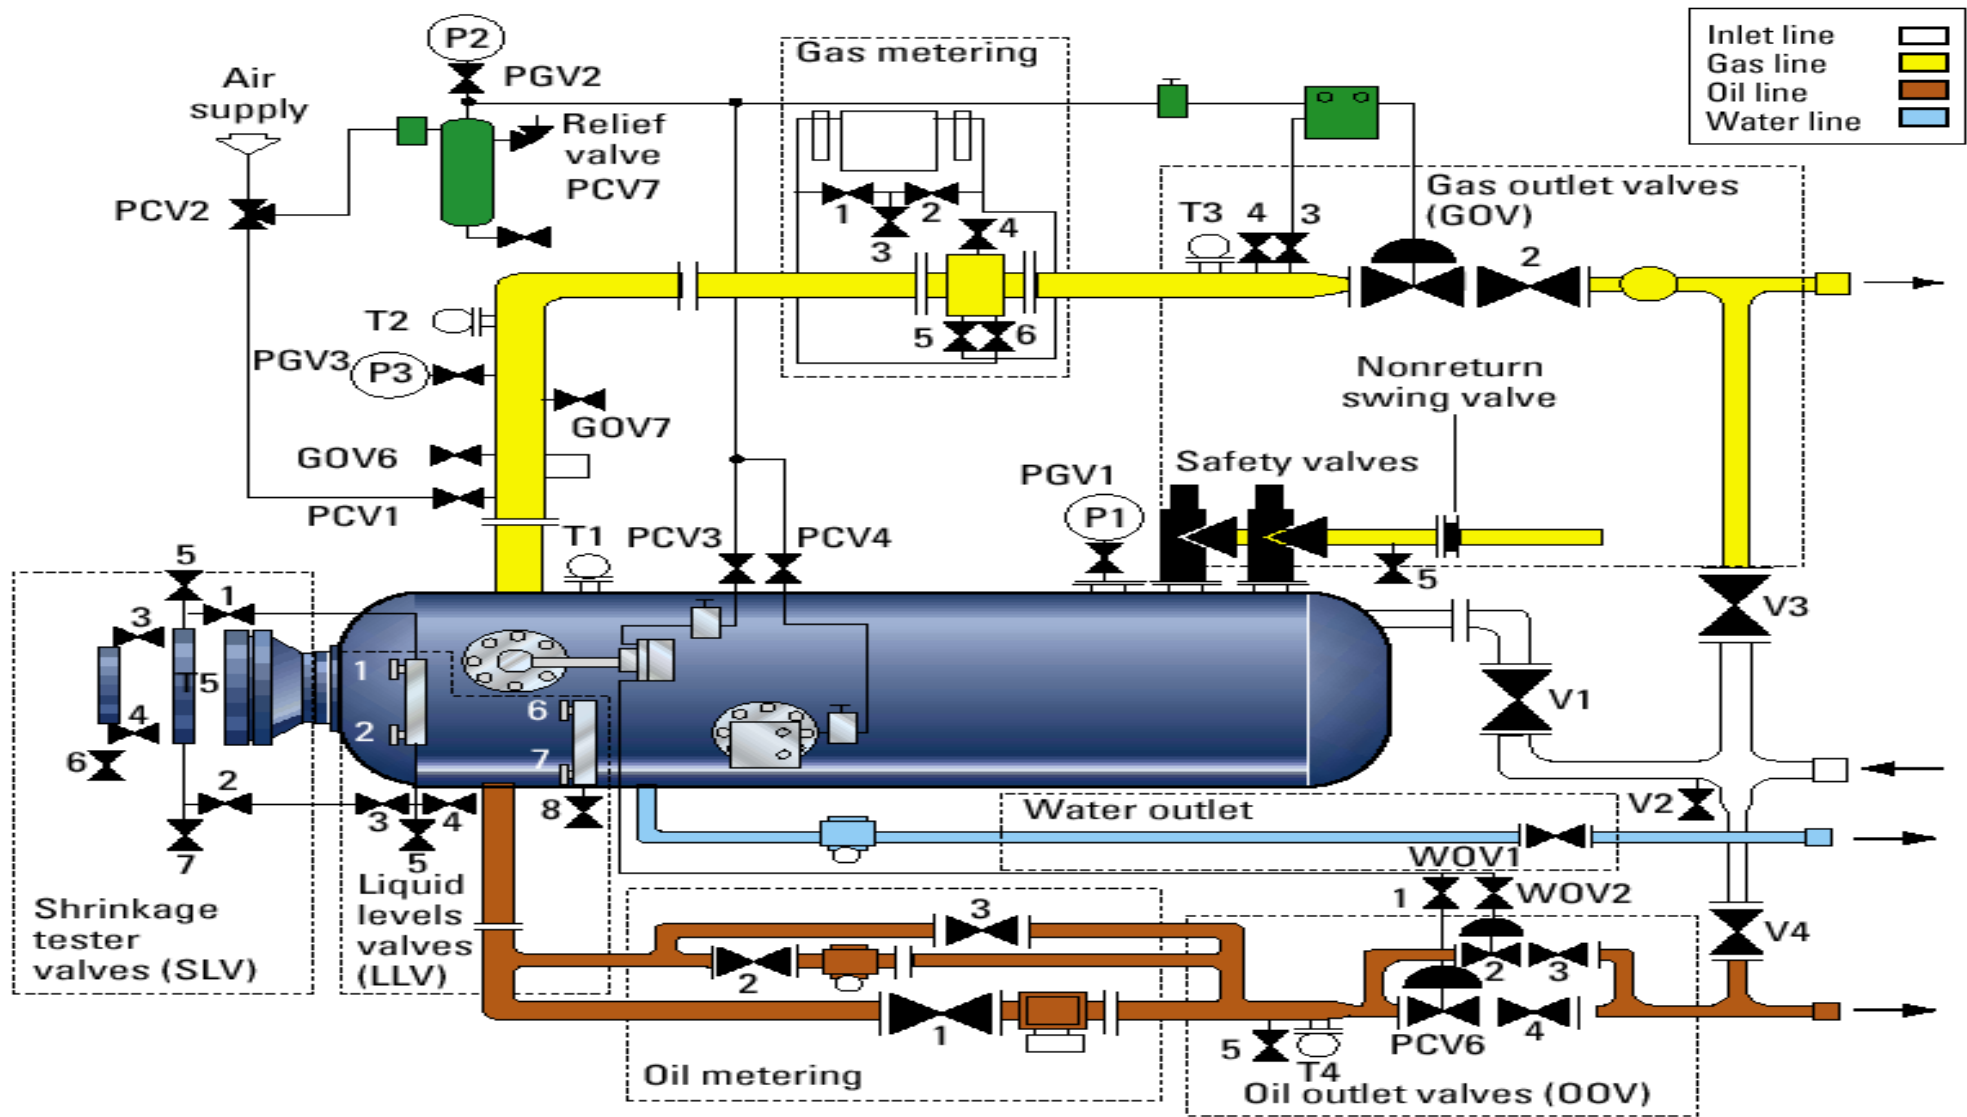 P2
PGV2
Air
supply
Relief
valve
PCV7
PCV2
Gas metering
1
2
3
4
5
6
Inlet line
Gas line
Oil line
Water line
Gas outlet valves
(GOV)
T3
4
3
2
T2
PGV3
P3
GOV7
GOV6
PCV1
Nonreturn
swing valve
Safety valves
PGV1
P1
5
T1
PCV3
PCV4
V3
V1
V2
V4
5
1
3
T5
4
6
2
7
Shrinkage
tester
valves (SLV)
1
2
6
7
8
3
4
5
Liquid
levels
valves
(LLV)
Water outlet
WOV1
1
WOV2
3
2
1
Oil metering
2
3
4
PCV6
5
T4
Oil outlet valves (OOV)